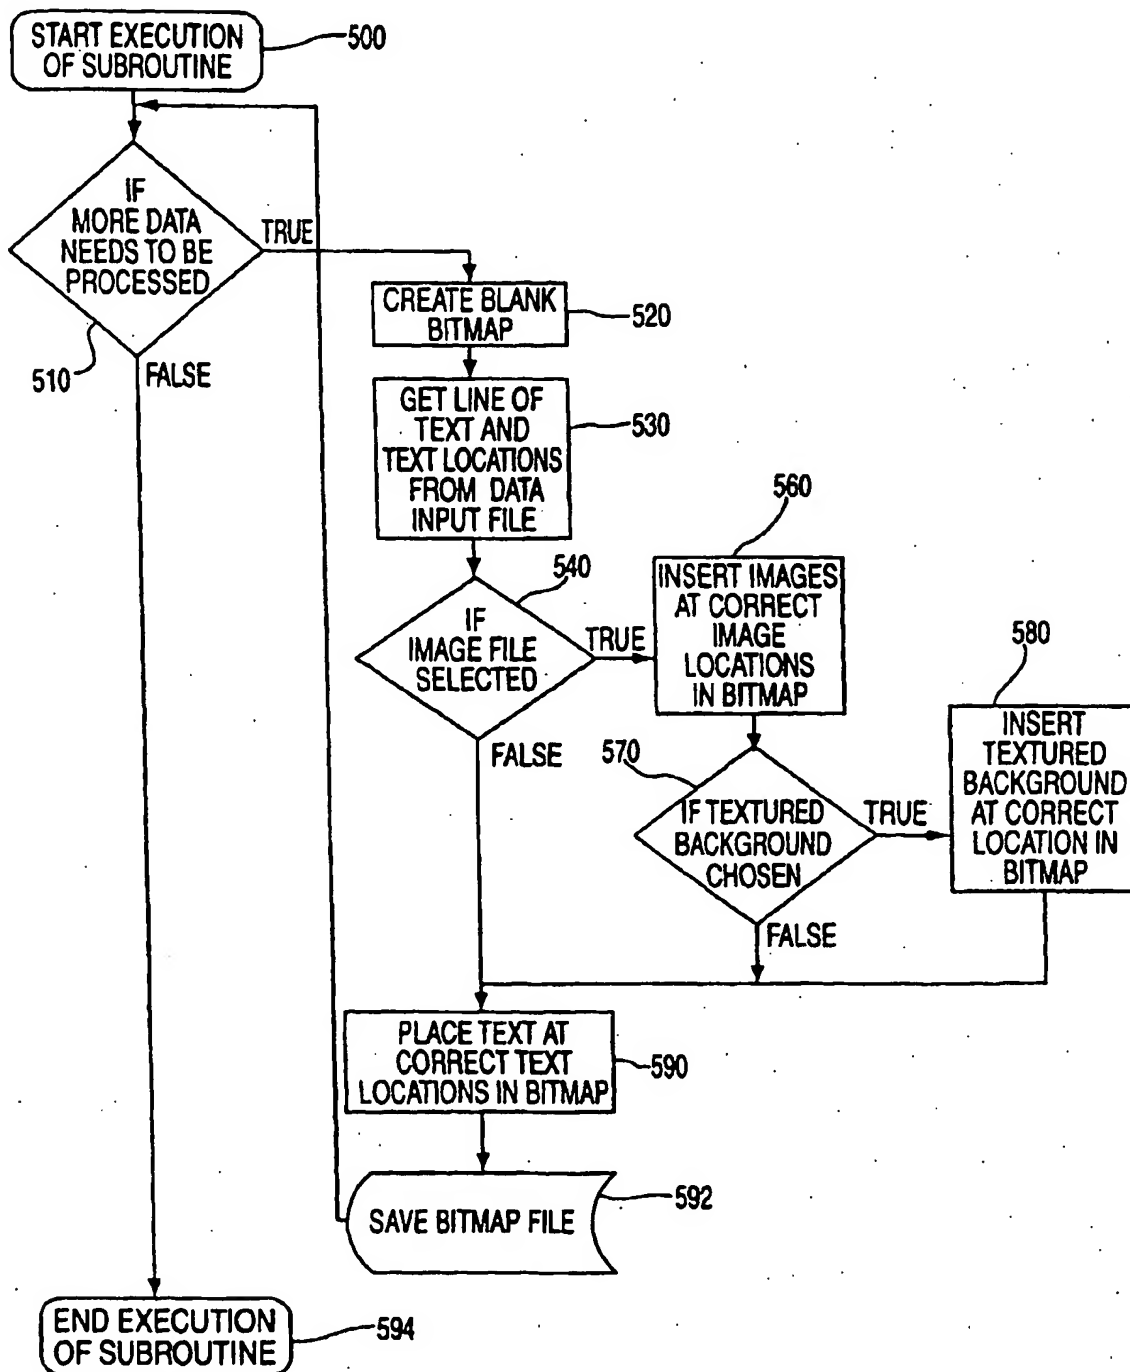 START EXECUTION
OF SUBROUTINE
500
IF
MORE DATA
NEEDS TO BE
PROCESSED
TRUE
510
FALSE
CREATE BLANK
BITMAP
520
GET LINE OF
TEXT AND
TEXT LOCATIONS
FROM DATA
INPUT FILE
530
540
IF
IMAGE FILE
SELECTED
TRUE
FALSE
560
INSERT IMAGES
AT CORRECT
IMAGE
LOCATIONS
IN BITMAP
570
IF TEXTURED
BACKGROUND
CHOSEN
TRUE
FALSE
580
INSERT
TEXTURED
BACKGROUND
AT CORRECT
LOCATION IN
BITMAP
PLACE TEXT AT
CORRECT TEXT
LOCATIONS IN BITMAP
590
SAVE BITMAP FILE
592
END EXECUTION
OF SUBROUTINE
594